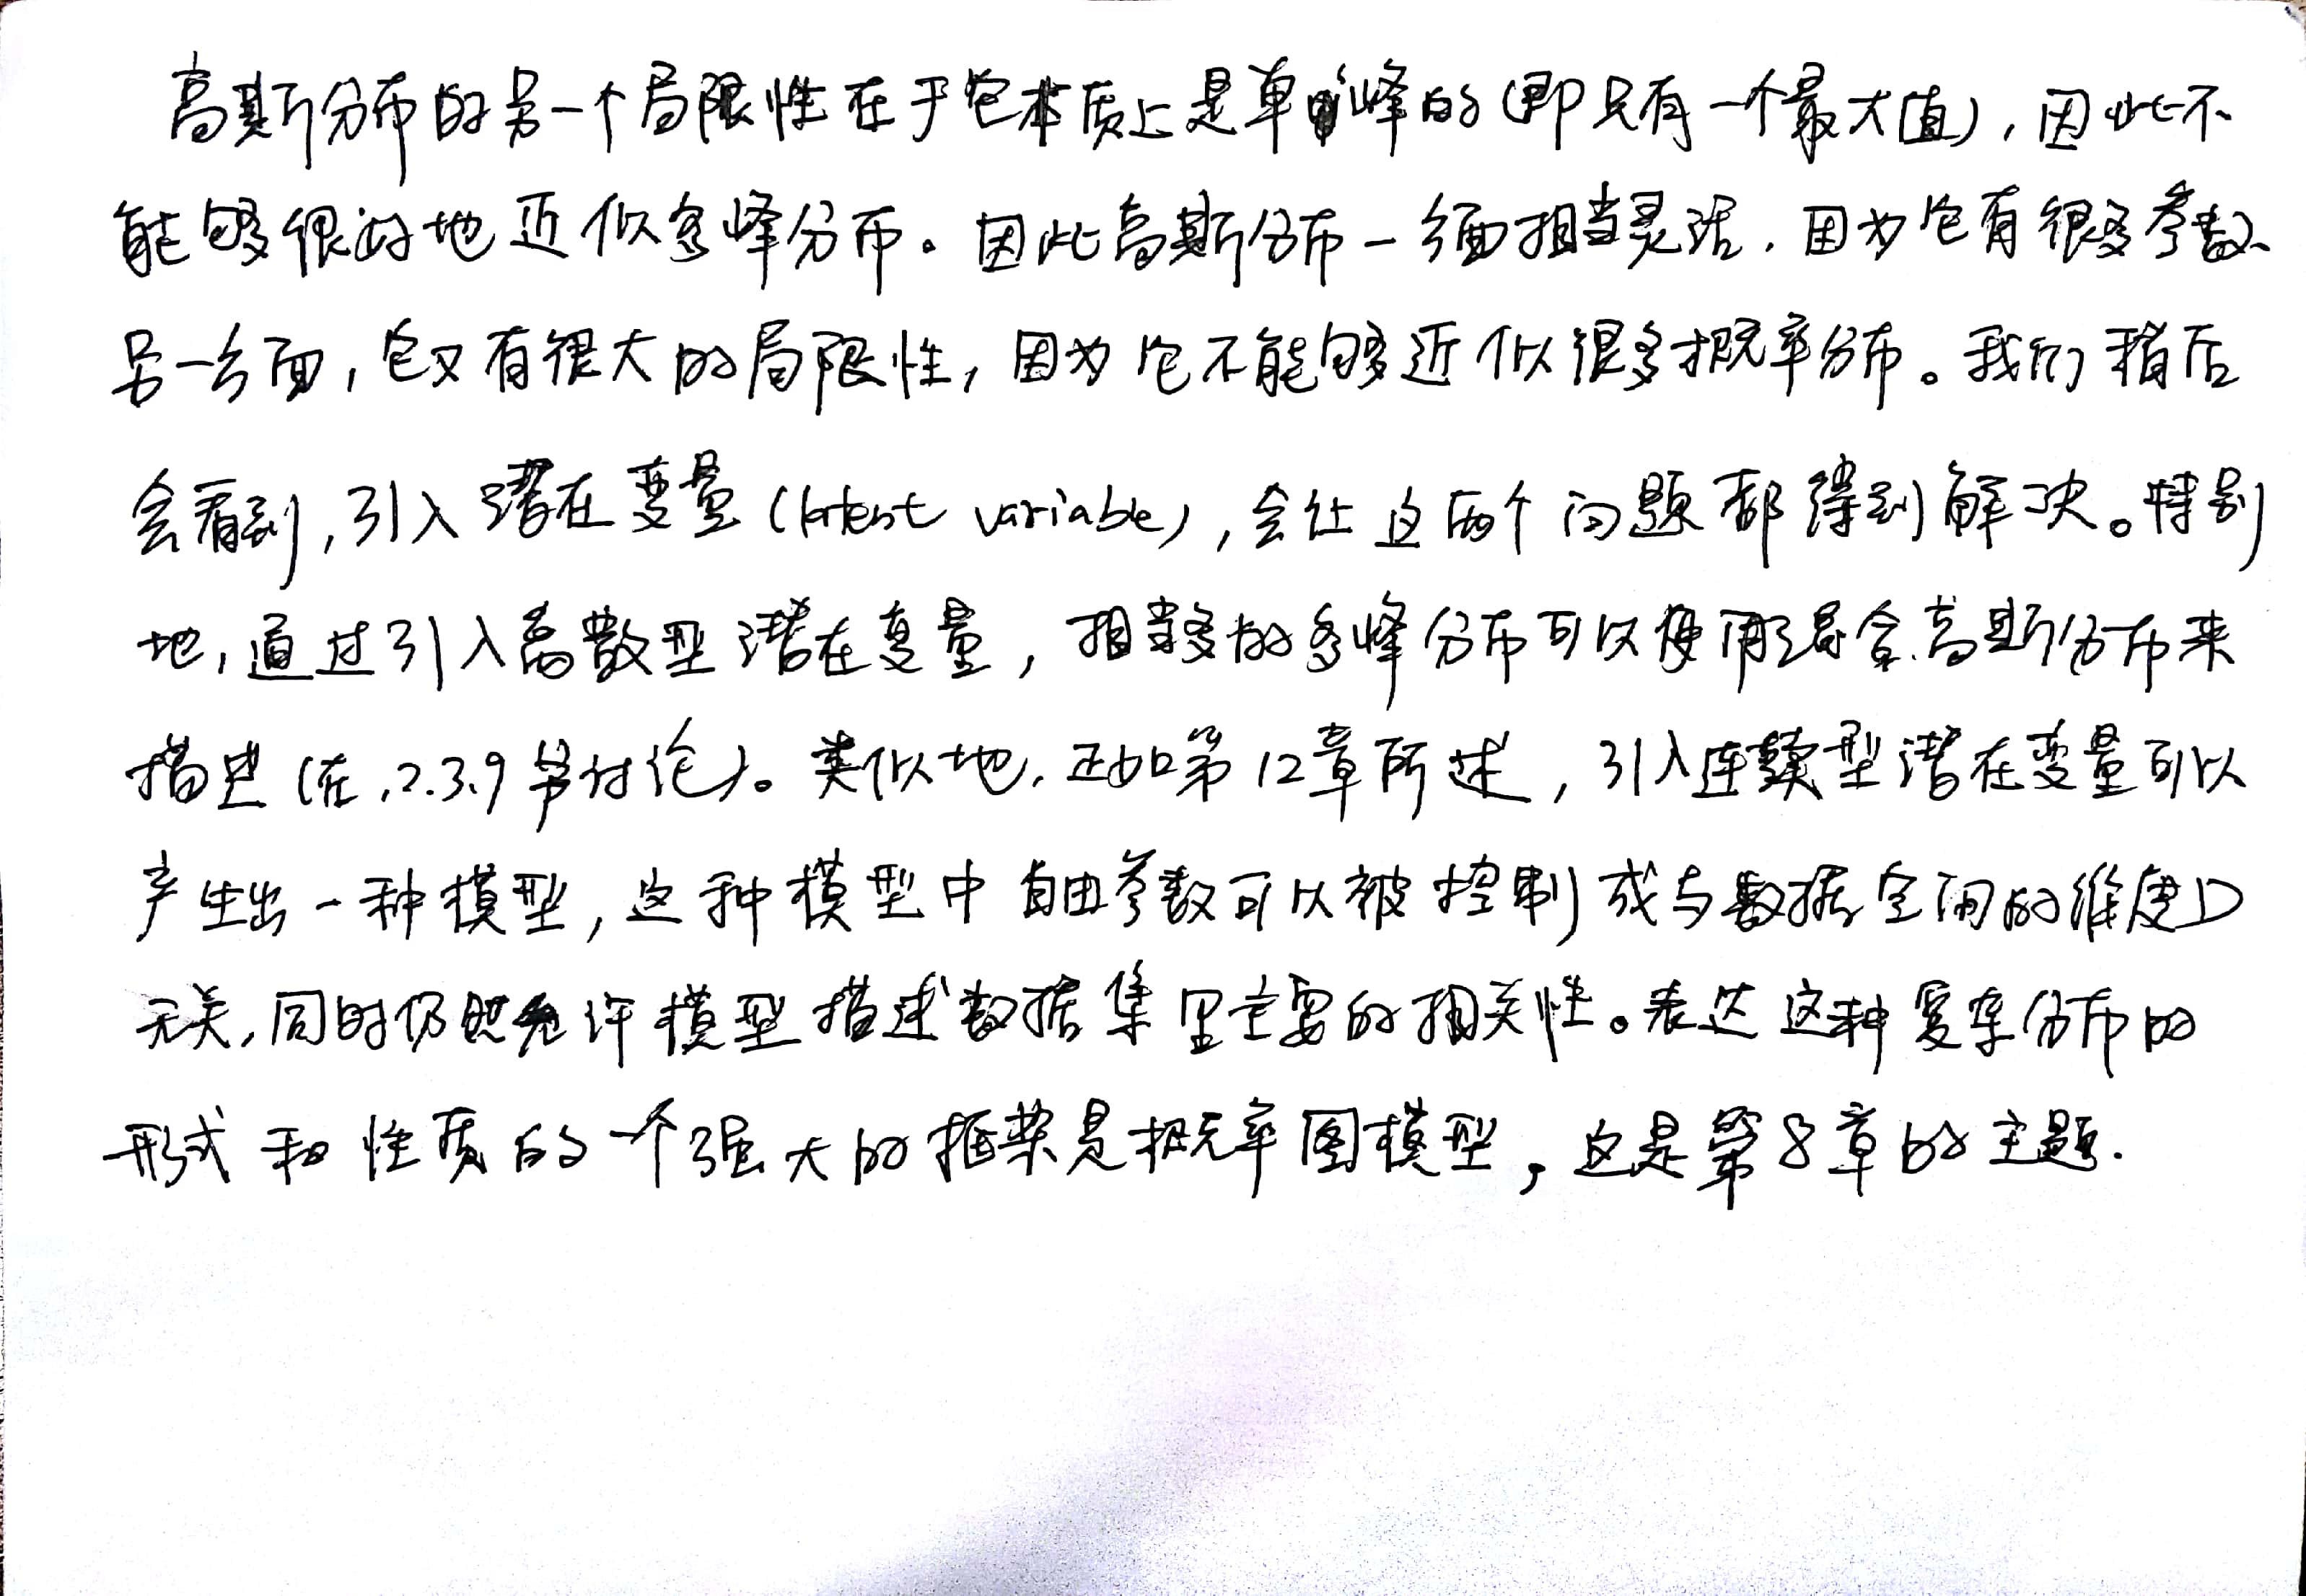 高斯分布的另一个局限性在于它本质上是单峰的(即只有一个最大值),因此不
能够很好地近似多峰分布。因此高斯分布一方面相当灵活,因为它有很多参数、
另一方面,它又有很大的局限性,因为它不能够近似很多概率分布。我们稍后
会看到,引入潜在变量(latent variable),会让这两个问题都得到解决。特别
地,通过引入离散型潜在变量,相当多的多峰分布可以使用混合高斯分布来
描述(在.2.3.9节讨论)。类似地,正如第12章所述,引入连续型潜在变量可以
产生出一种模型,这种模型中自由参数可以被控制成与数据空间的维度D
无关,同时仍然允许模型描述数据集里主要的相关性。表达这种复杂分布的
形式和性质的一个强大的框架是概率图模型,这是第8章的主题.